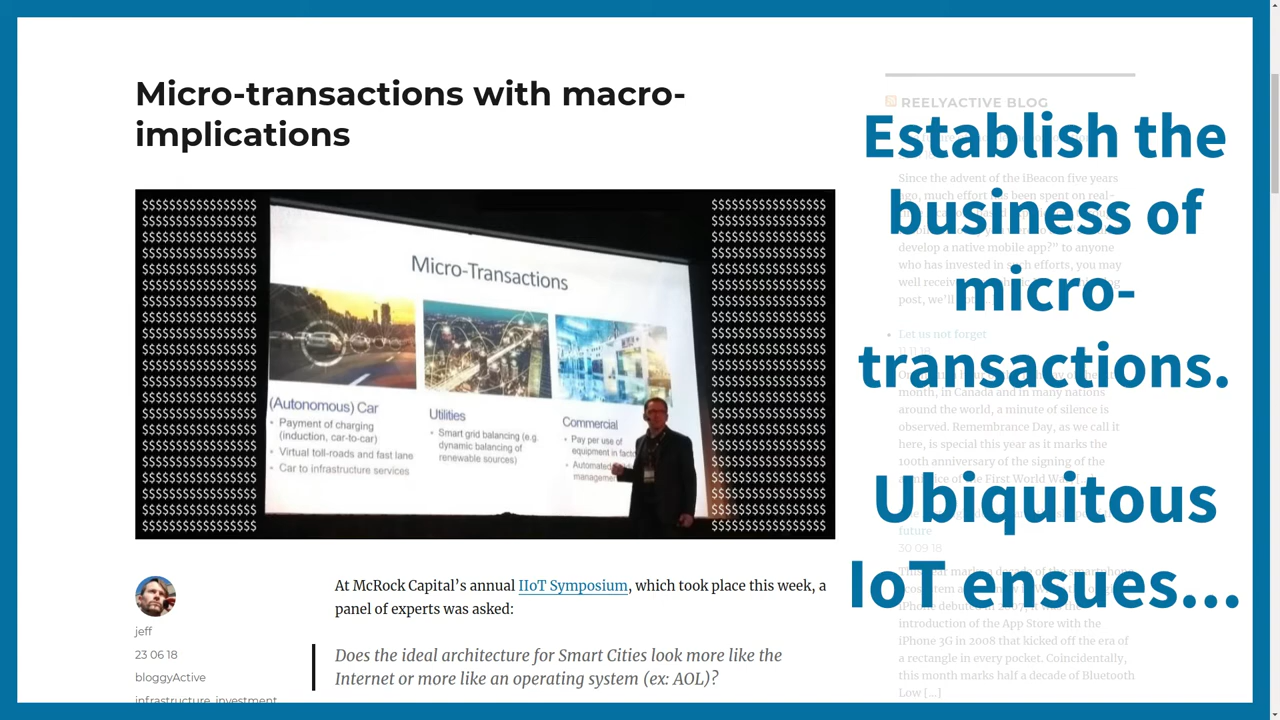 Micro-transactions with macro-
implications
$$$$$$$$$$$$$$$$$$$$
Micro-Transactions
(Autonomous) Car
• Payment of charging
(induction, car-to-car)
• Virtual toll-roads and fast lane
• Car to infrastructure services
Utilities
• Smart grid balancing (e.g.
dynamic balancing of
renewable sources)
Commercial
• Pay per use of
equipment in
• Automated
jeff
23 06 18
bloggyActive
infrastructure, investment
At McRock Capital's annual IIoT Symposium, which took place this week, a
panel of experts was asked:
Does the ideal architecture for Smart Cities look more like the
Internet or more like an operating system (ex: AOL)?
REELYACTIVE BLOG
Establish the
business of
micro-
transactions.
Ubiquitous
IoT ensues...
Since the advent of the iBeacon five years
develop a native mobile app?" to anyone
who has invested in such efforts, you may
• Let us not forget
11 11 18
month, in Canada and in many nations
around the world, a minute of silence is
observed. Remembrance Day, as we call it
here, is special this year as it marks the
100th anniversary of the signing of the
future
30 09 18
introduction of the App Store with the
iPhone 3G in 2008 that kicked off the era of
a rectangle in every pocket. Coincidentally,
this month marks half a decade of Bluetooth
Low [...]